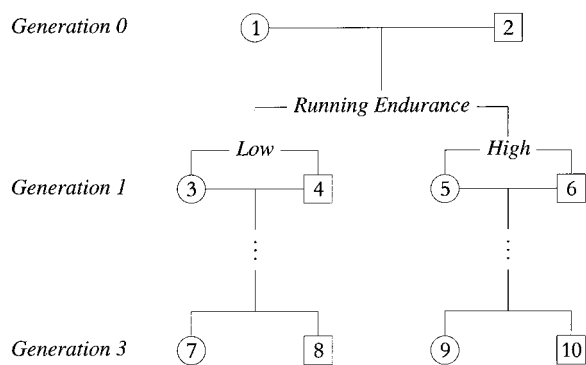 Generation 0 1 2
Running Endurance
Low High
Generation 1 3 4 5 6
Generation 3 7 8 9 10